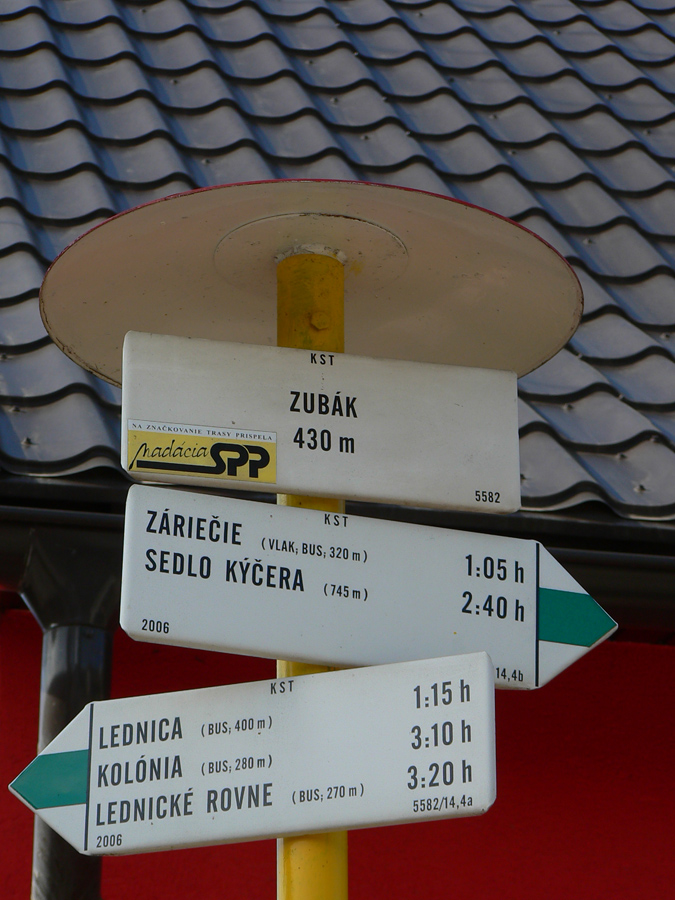 KST
ZUBÁK
430 m
NA ZNAČKOVANIE TRASY PRISPELA
nadácia SPP
5582
KST
ZÁRIEČIE (VLAK; BUS; 320 m) 1:05 h
SEDLO KÝČERA (745 m) 2:40 h
2006 14,4b
KST
LEDNICA (BUS; 400 m) 1:15 h
KOLÓNIA (BUS; 280 m) 3:10 h
LEDNICKÉ ROVNE (BUS; 270 m) 3:20 h
2006 5582/14,4a